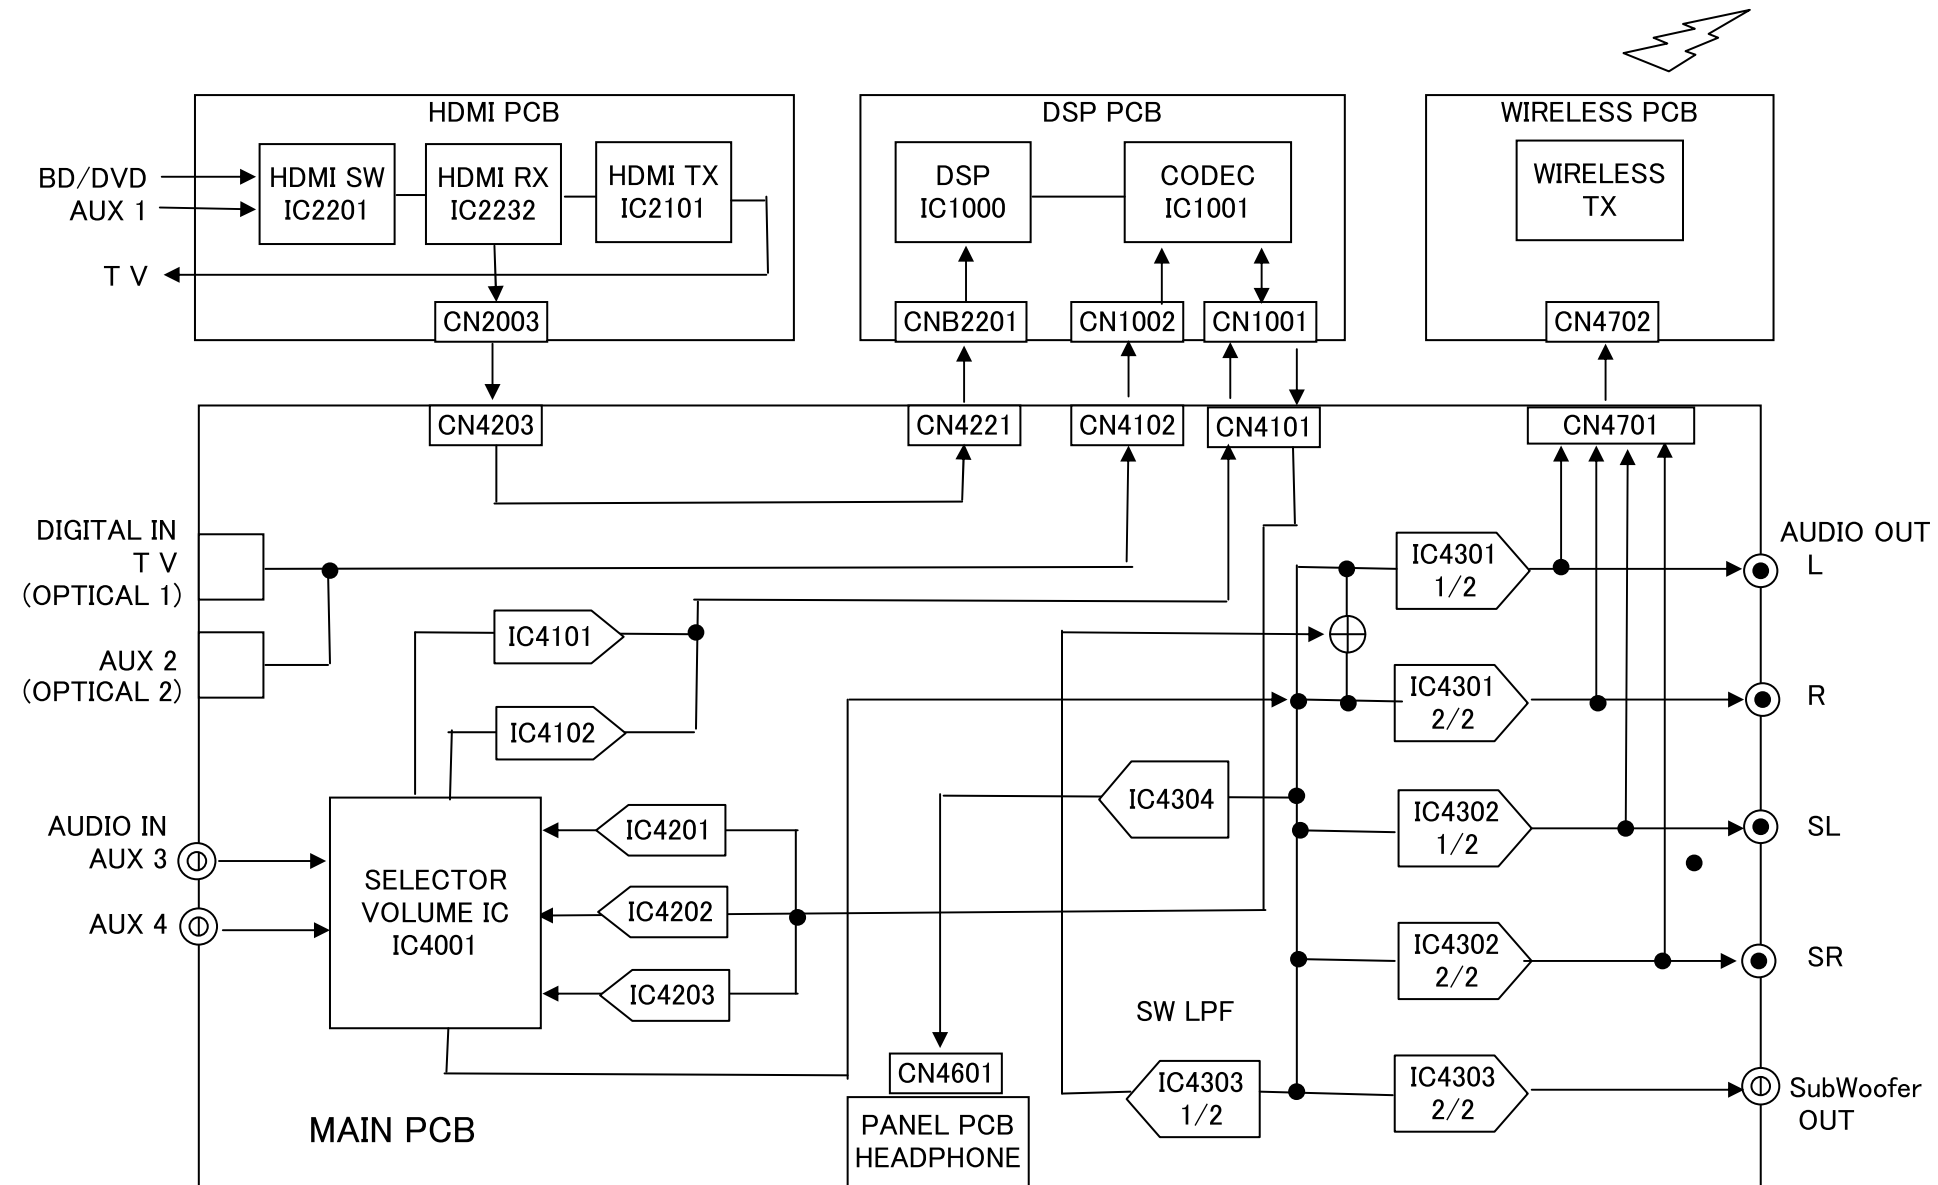 HDMI PCB
DSP PCB
WIRELESS PCB
BD/DVD
AUX 1
T V
HDMI SW
IC2201
HDMI RX
IC2232
HDMI TX
IC2101
DSP
IC1000
CODEC
IC1001
WIRELESS
TX
CN2003
CNB2201
CN1002
CN1001
CN4702
CN4203
CN4221
CN4102
CN4101
CN4701
DIGITAL IN
T V
(OPTICAL 1)
AUX 2
(OPTICAL 2)
IC4101
IC4102
AUDIO IN
AUX 3
AUX 4
SELECTOR
VOLUME IC
IC4001
IC4201
IC4202
IC4203
IC4304
IC4301
1/2
IC4301
2/2
IC4302
1/2
IC4302
2/2
SW LPF
IC4303
1/2
IC4303
2/2
AUDIO OUT
L
R
SL
SR
SubWoofer
OUT
CN4601
PANEL PCB
HEADPHONE
MAIN PCB